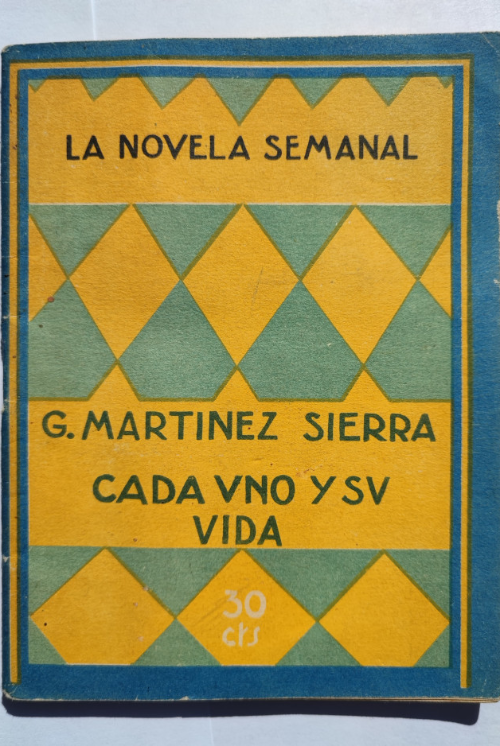 LA NOVELA SEMANAL
G. MARTINEZ SIERRA
CADA VNO Y SV
VIDA
30
cts